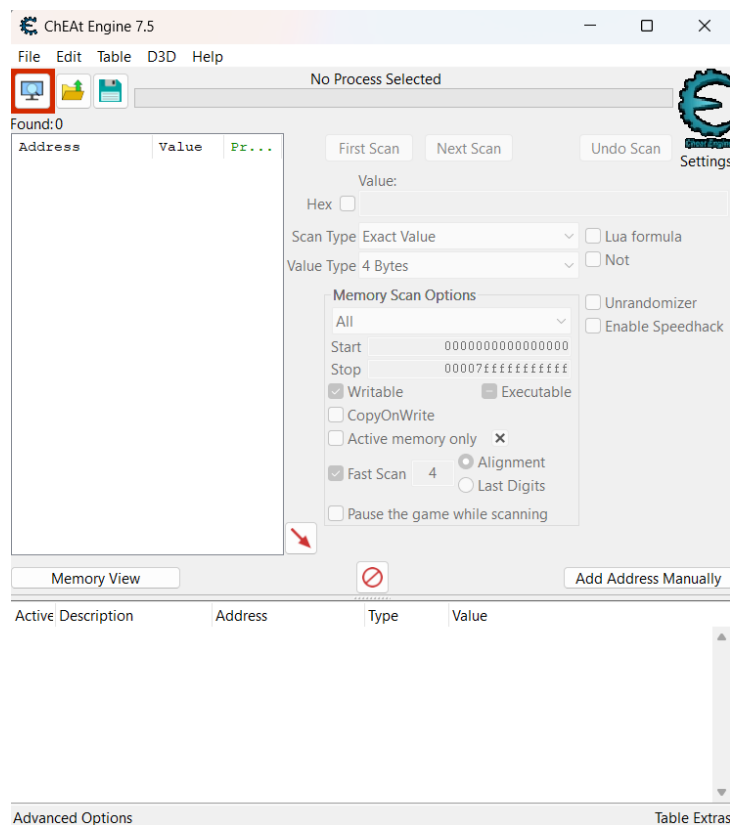 ChEAt Engine 7.5
File Edit Table D3D Help
No Process Selected
Found:0
Address Value Pr...
First Scan Next Scan Undo Scan
Cheat Engine
Settings
Value:
Hex
Scan Type Exact Value
Lua formula
Value Type 4 Bytes
Not
Memory Scan Options
All
Unrandomizer
Enable Speedhack
Start 0000000000000000
Stop 00007fffffffffff
Writable Executable
CopyOnWrite
Active memory only
Fast Scan 4 Alignment
Last Digits
Pause the game while scanning
Memory View Add Address Manually
Active Description Address Type Value
Advanced Options Table Extras